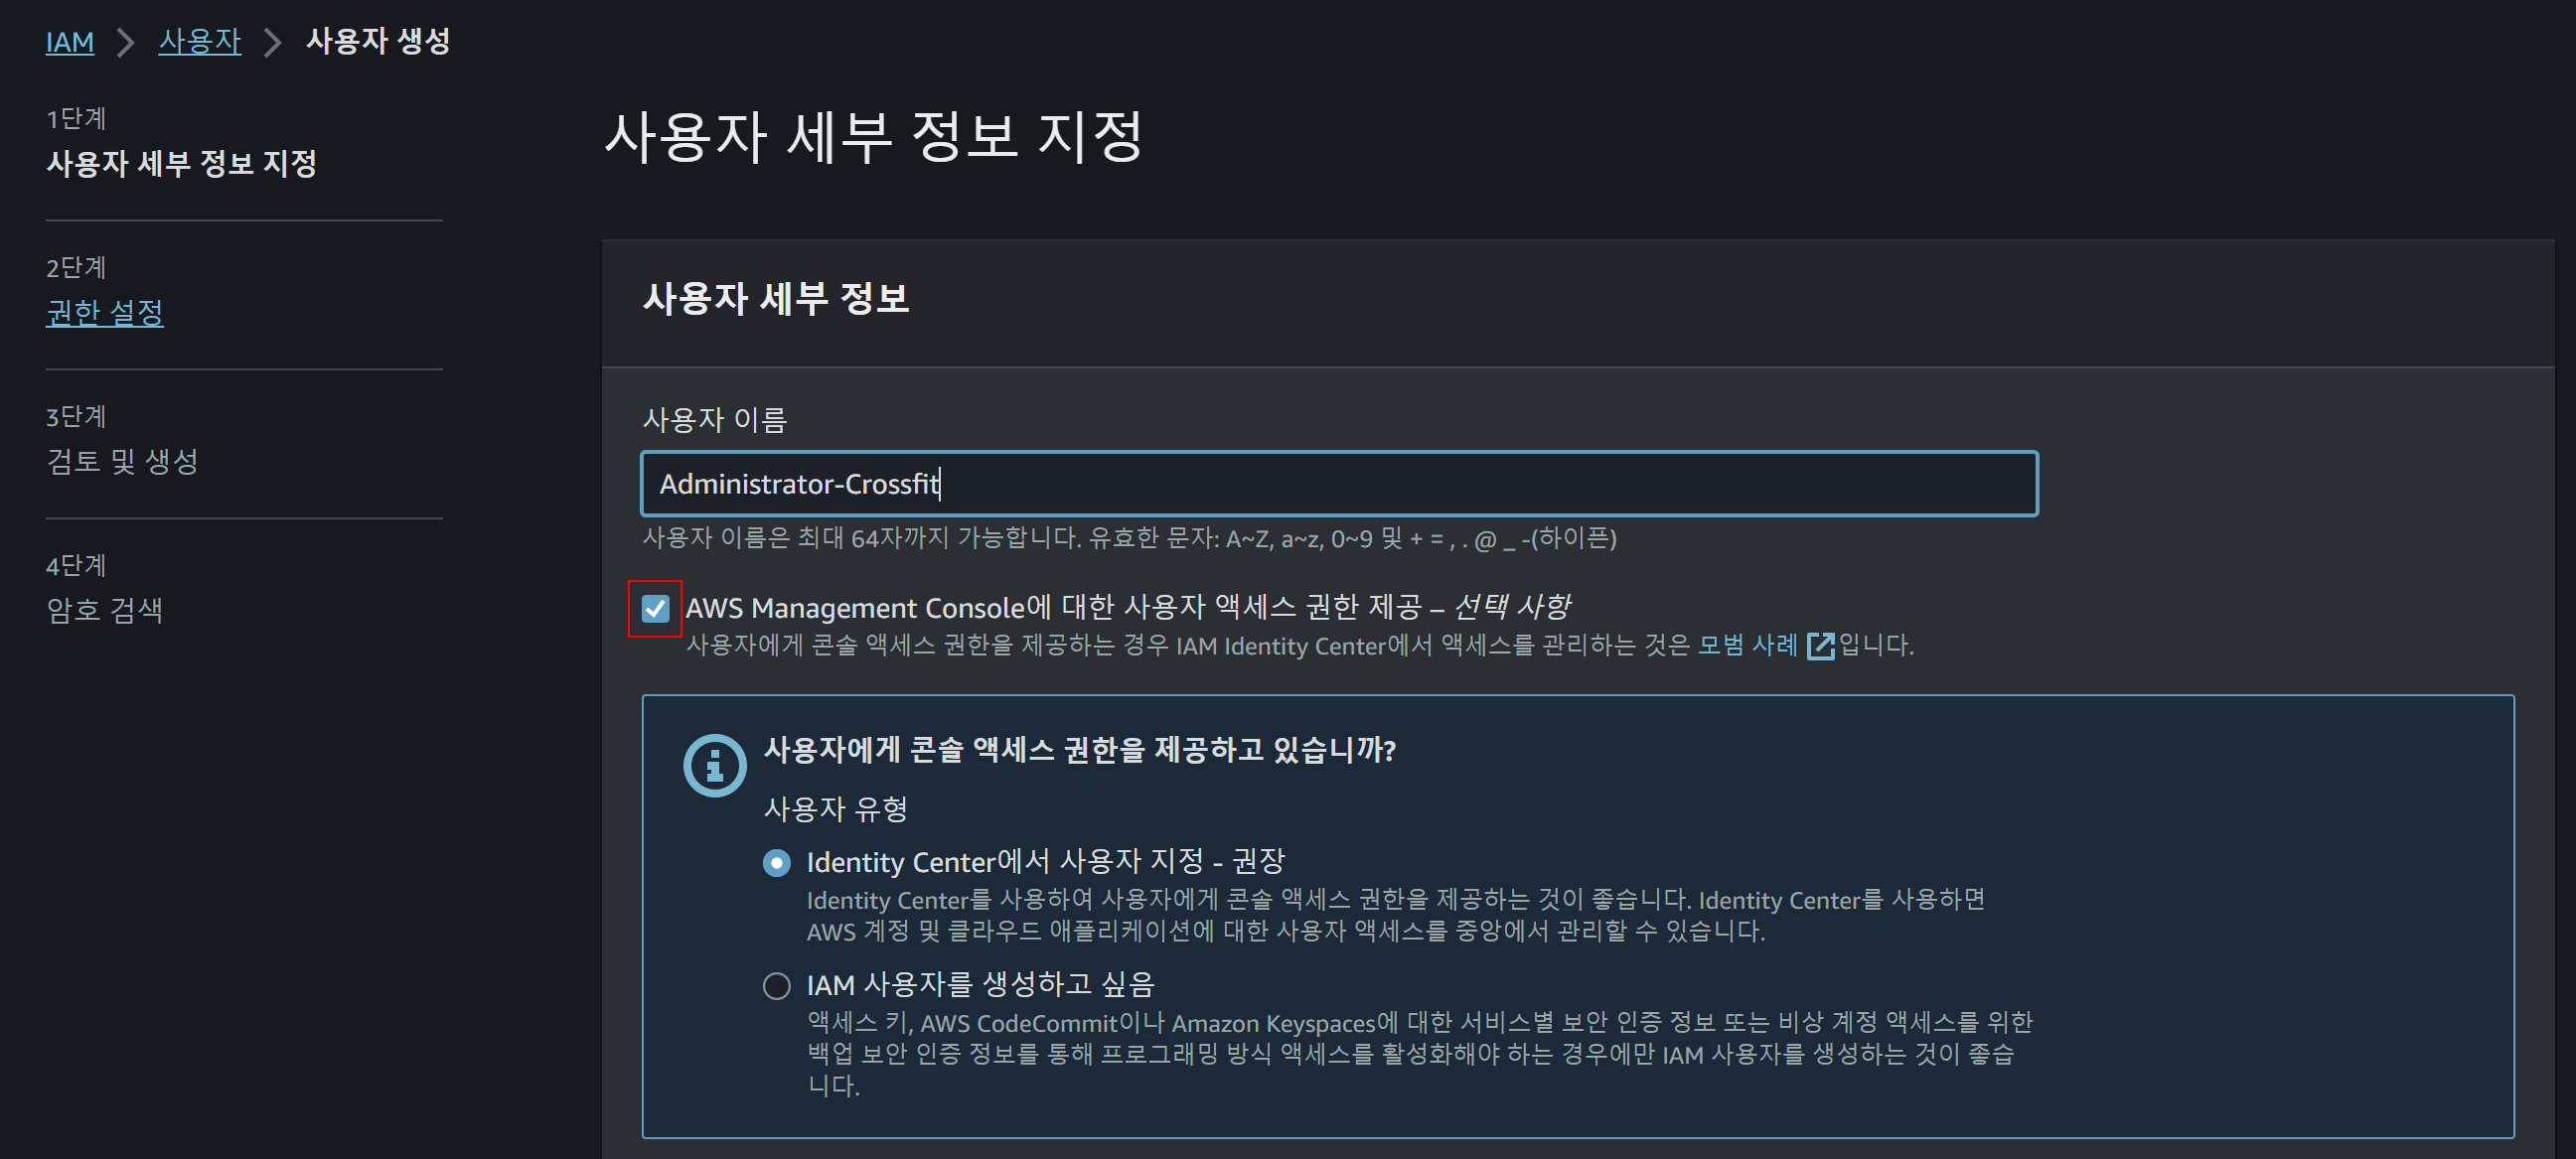 IAM > 사용자 > 사용자 생성
1단계
사용자 세부 정보 지정
2단계
권한 설정
3단계
검토 및 생성
4단계
암호 검색
사용자 세부 정보 지정
사용자 세부 정보
사용자 이름
Administrator-Crossfit
사용자 이름은 최대 64자까지 가능합니다. 유효한 문자: A~Z, a~z, 0~9 및 + = , . @ _ -(하이픈)
AWS Management Console에 대한 사용자 액세스 권한 제공 – 선택 사항
사용자에게 콘솔 액세스 권한을 제공하는 경우 IAM Identity Center에서 액세스를 관리하는 것은 모범 사례 입니다.
사용자에게 콘솔 액세스 권한을 제공하고 있습니까?
사용자 유형
Identity Center에서 사용자 지정 - 권장
Identity Center를 사용하여 사용자에게 콘솔 액세스 권한을 제공하는 것이 좋습니다. Identity Center를 사용하면
AWS 계정 및 클라우드 애플리케이션에 대한 사용자 액세스를 중앙에서 관리할 수 있습니다.
IAM 사용자를 생성하고 싶음
액세스 키, AWS CodeCommit이나 Amazon Keyspaces에 대한 서비스별 보안 인증 정보 또는 비상 계정 액세스를 위한
백업 보안 인증 정보를 통해 프로그래밍 방식 액세스를 활성화해야 하는 경우에만 IAM 사용자를 생성하는 것이 좋습
니다.